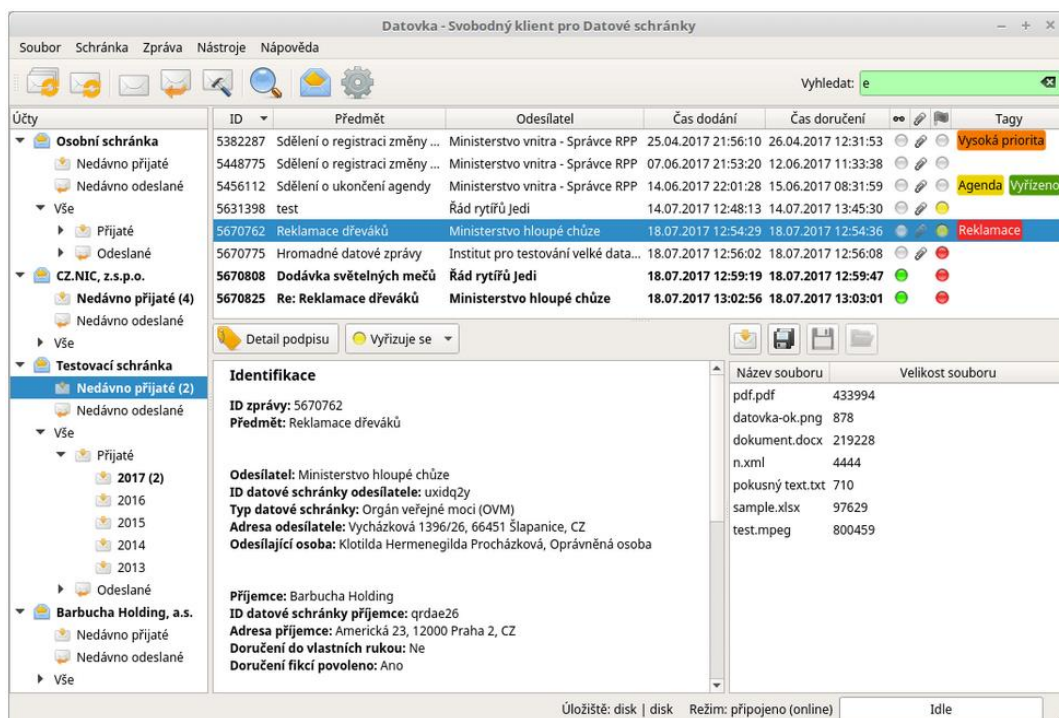 Datovka - Svobodný klient pro Datové schránky
Soubor Schránka Zpráva Nástroje Nápověda
Vyhledat: e
Účty
Osobní schránka
Nedávno přijaté
Nedávno odeslané
Vše
Přijaté
Odeslané
CZ.NIC, z.s.p.o.
Nedávno přijaté (4)
Nedávno odeslané
Vše
Testovací schránka
Nedávno přijaté (2)
Nedávno odeslané
Vše
Přijaté
2017 (2)
2016
2015
2014
2013
Odeslané
Barbucha Holding, a.s.
Nedávno přijaté
Nedávno odeslané
Vše
ID Předmět Odesílatel Čas dodání Čas doručení Tagy
5382287 Sdělení o registraci změny ... Ministerstvo vnitra - Správce RPP 25.04.2017 21:56:10 26.04.2017 12:31:53 Vysoká priorita
5448775 Sdělení o registraci změny ... Ministerstvo vnitra - Správce RPP 07.06.2017 21:53:20 12.06.2017 11:33:38
5456112 Sdělení o ukončení agendy Ministerstvo vnitra - Správce RPP 14.06.2017 22:01:28 15.06.2017 08:31:59 Agenda Vyřízeno
5631398 test Řád rytířů Jedi 14.07.2017 12:48:13 14.07.2017 13:45:30
5670762 Reklamace dřeváků Ministerstvo hloupé chůze 18.07.2017 12:54:29 18.07.2017 12:54:36 Reklamace
5670775 Hromadné datové zprávy Institut pro testování velké data... 18.07.2017 12:56:02 18.07.2017 12:56:08
5670808 Dodávka světelných mečů Řád rytířů Jedi 18.07.2017 12:59:19 18.07.2017 12:59:47
5670825 Re: Reklamace dřeváků Ministerstvo hloupé chůze 18.07.2017 13:02:56 18.07.2017 13:03:01
Detail podpisu Vyřizuje se
Identifikace
ID zprávy: 5670762
Předmět: Reklamace dřeváků
Odesílatel: Ministerstvo hloupé chůze
ID datové schránky odesílatele: uxidq2y
Typ datové schránky: Orgán veřejné moci (OVM)
Adresa odesílatele: Vycházková 1396/26, 66451 Šlapanice, CZ
Odesílající osoba: Klotilda Hermenegilda Procházková, Oprávněná osoba
Příjemce: Barbucha Holding
ID datové schránky příjemce: qrdae26
Adresa příjemce: Americká 23, 12000 Praha 2, CZ
Doručení do vlastních rukou: Ne
Doručení fikcí povoleno: Ano
Název souboru Velikost souboru
pdf.pdf 433994
datovka-ok.png 878
dokument.docx 219228
n.xml 4444
pokusný text.txt 710
sample.xlsx 97629
test.mpeg 800459
Úložiště: disk | disk Režim: připojeno (online) Idle